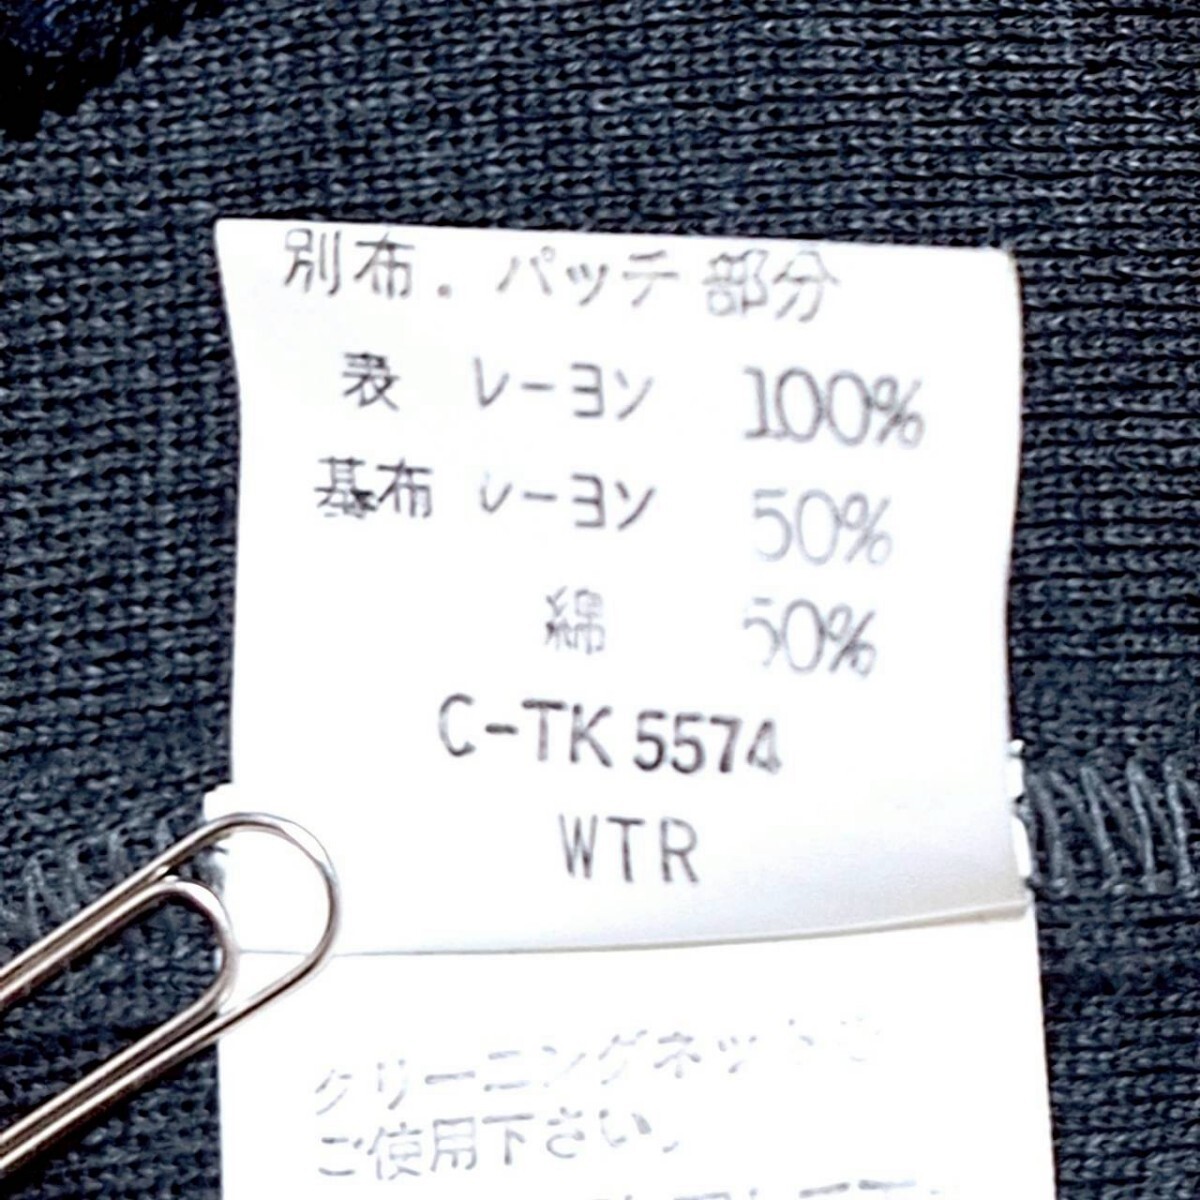 別布．パッチ部分
表 レーヨン 100%
基布 レーヨン 50%
綿 50%
C-TK 5574
WTR
クリーニングネットを
ご使用下さい。